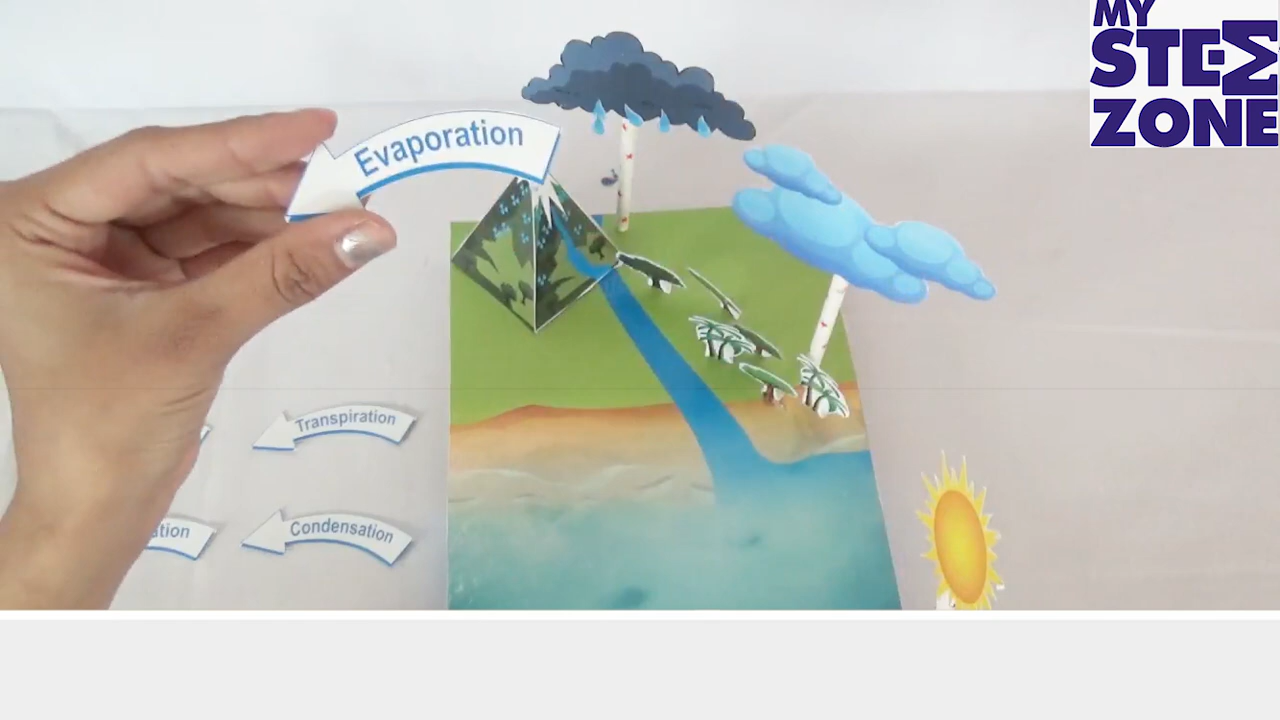 MY
STEM
ZONE
Evaporation
Transpiration
Condensation